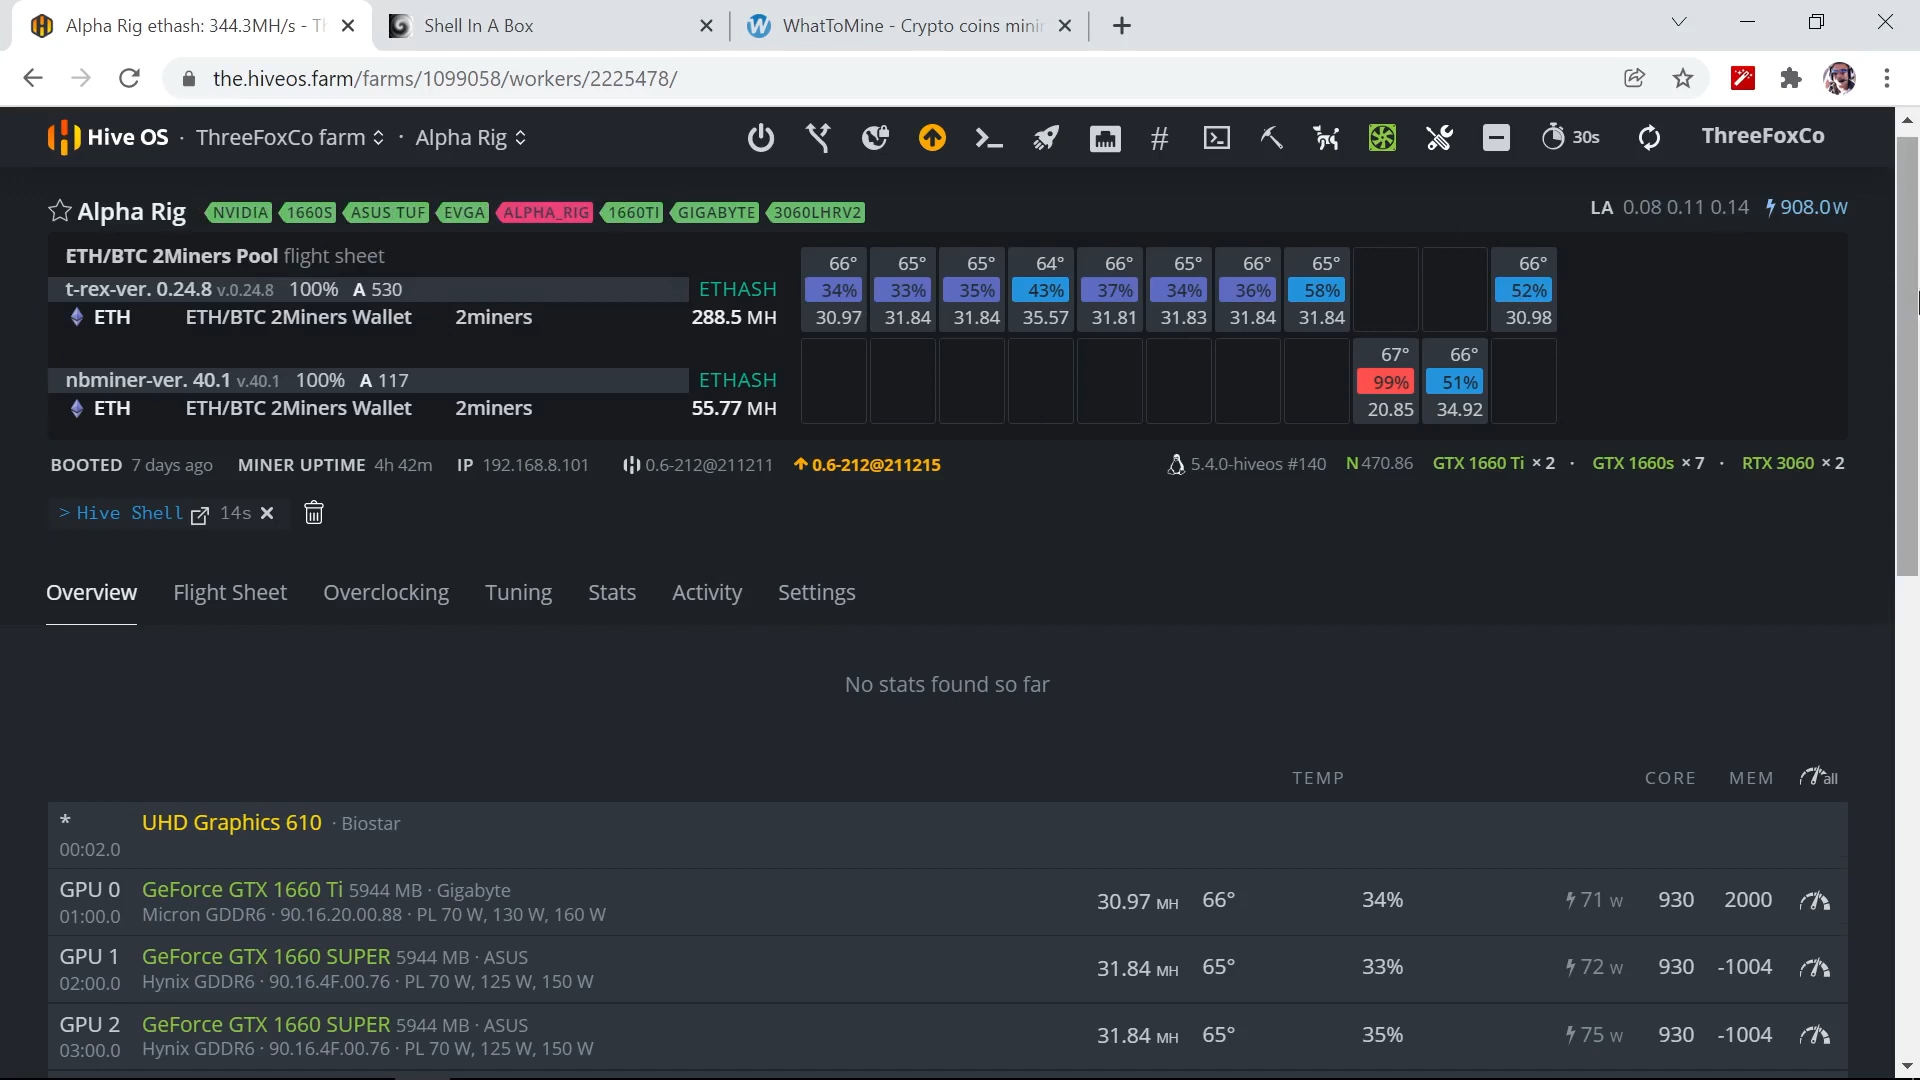 Alpha Rig ethash: 344.3MH/s - Th
Shell In A Box
WhatToMine - Crypto coins minin
the.hiveos.farm/farms/1099058/workers/2225478/
Hive OS · ThreeFoxCo farm · Alpha Rig
30s
ThreeFoxCo
Alpha Rig
NVIDIA 1660S ASUS TUF EVGA ALPHA_RIG 1660TI GIGABYTE 3060LHRV2
LA 0.08 0.11 0.14 908.0 W
ETH/BTC 2Miners Pool flight sheet
66° 65° 65° 64° 66° 65° 66° 65° 66°
t-rex-ver. 0.24.8 v.0.24.8 100% A 530 ETHASH
34% 33% 35% 43% 37% 34% 36% 58% 52%
ETH ETH/BTC 2Miners Wallet 2miners 288.5 MH
30.97 31.84 31.84 35.57 31.81 31.83 31.84 31.84 30.98
67° 66°
nbminer-ver. 40.1 v.40.1 100% A 117 ETHASH
99% 51%
ETH ETH/BTC 2Miners Wallet 2miners 55.77 MH
20.85 34.92
BOOTED 7 days ago MINER UPTIME 4h 42m IP 192.168.8.101 0.6-212@211211 0.6-212@211215
5.4.0-hiveos #140 N 470.86 GTX 1660 Ti × 2 · GTX 1660s × 7 · RTX 3060 × 2
> Hive Shell 14s
Overview Flight Sheet Overclocking Tuning Stats Activity Settings
No stats found so far
TEMP CORE MEM all
* UHD Graphics 610 · Biostar
00:02.0
GPU 0 GeForce GTX 1660 Ti 5944 MB · Gigabyte
30.97 MH 66° 34% 71 W 930 2000
01:00.0 Micron GDDR6 · 90.16.20.00.88 · PL 70 W, 130 W, 160 W
GPU 1 GeForce GTX 1660 SUPER 5944 MB · ASUS
31.84 MH 65° 33% 72 W 930 -1004
02:00.0 Hynix GDDR6 · 90.16.4F.00.76 · PL 70 W, 125 W, 150 W
GPU 2 GeForce GTX 1660 SUPER 5944 MB · ASUS
31.84 MH 65° 35% 75 W 930 -1004
03:00.0 Hynix GDDR6 · 90.16.4F.00.76 · PL 70 W, 125 W, 150 W